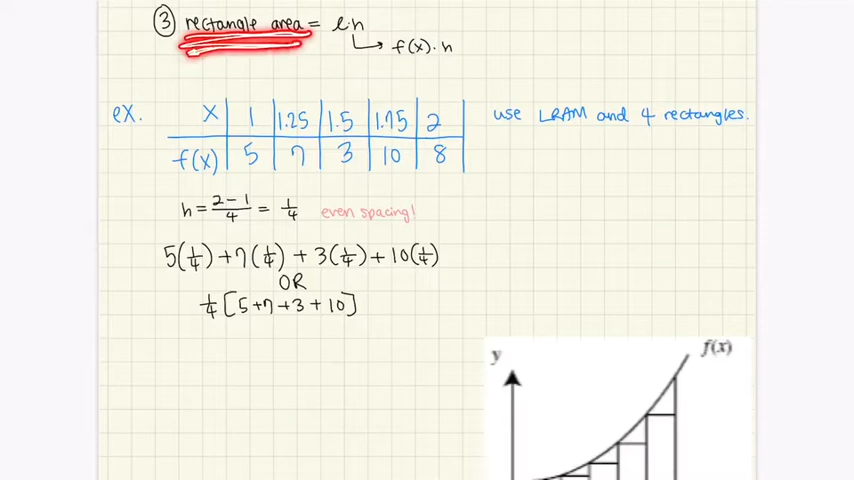 ③ rectangle area = l·h
f(x)·h
ex. x | 1 | 1.25 | 1.5 | 1.75 | 2 use LRAM and 4 rectangles.
f(x) | 5 | 7 | 3 | 10 | 8
h = 2-1/4 = 1/4 even spacing!
5(1/4) + 7(1/4) + 3(1/4) + 10(1/4)
OR
1/4 [5+7+3+10]
y f(x)